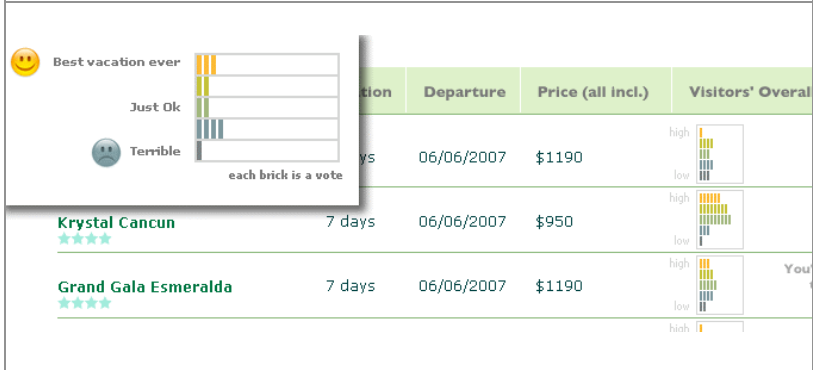 Best vacation ever
Just Ok
Terrible
each brick is a vote
tion Departure Price (all incl.) Visitors' Overal
ys 06/06/2007 $1190 high low
Krystal Cancun 7 days 06/06/2007 $950 high low
Grand Gala Esmeralda 7 days 06/06/2007 $1190 high low You'
high